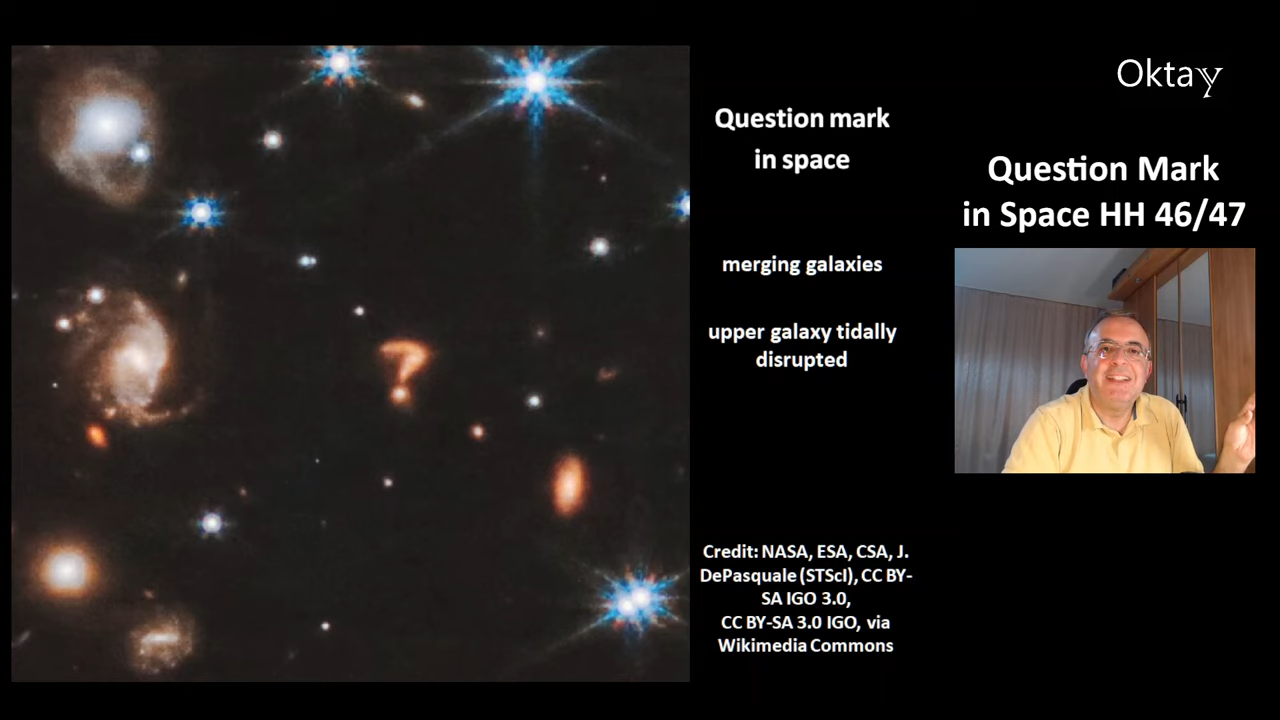 Oktay
Question mark
in space
merging galaxies
upper galaxy tidally
disrupted
Credit: NASA, ESA, CSA, J.
DePasquale (STScI), CC BY-
SA IGO 3.0,
CC BY-SA 3.0 IGO, via
Wikimedia Commons
Question Mark
in Space HH 46/47